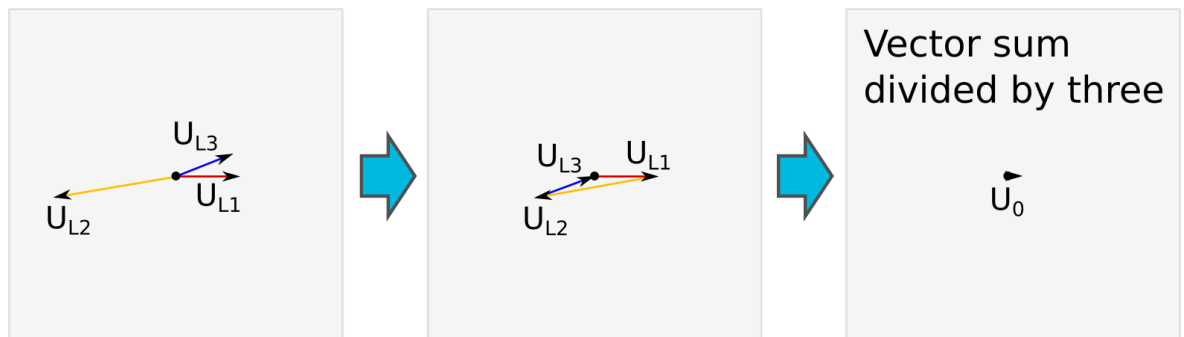 U_L3
U_L1
U_L2
U_L3
U_L1
U_L2
Vector sum
divided by three
U_0